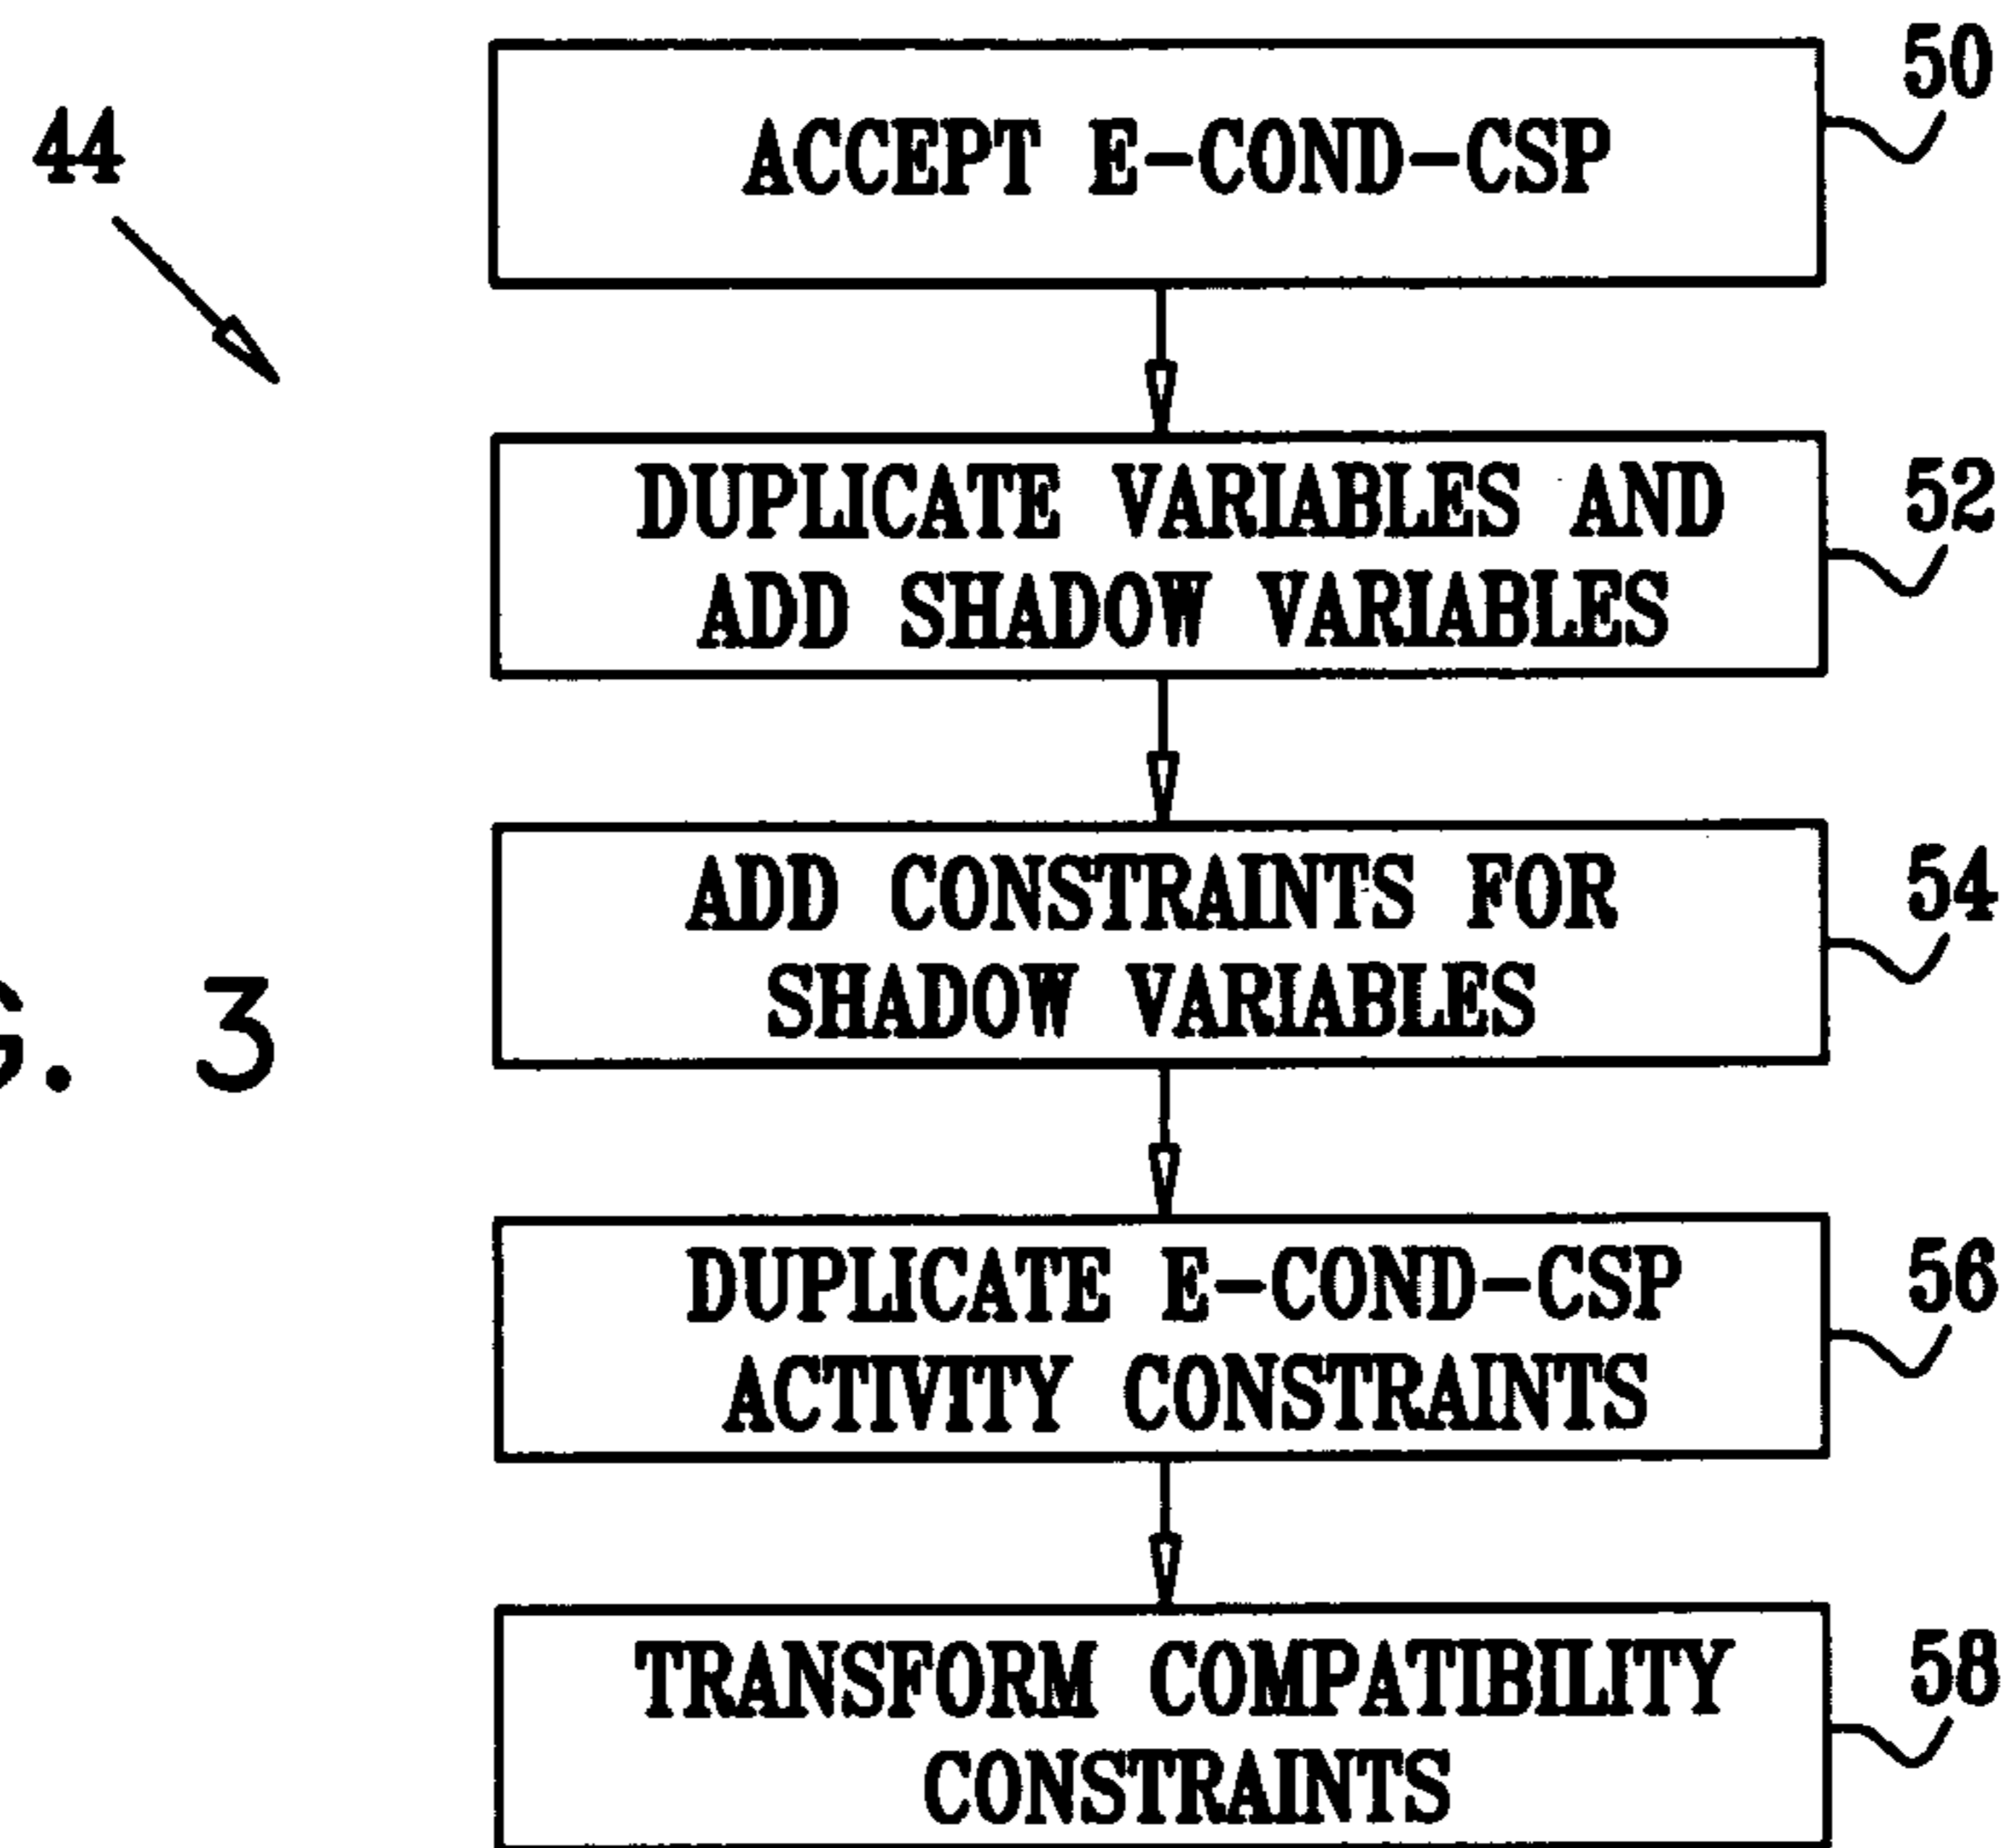 50
44
ACCEPT E-COND-CSP
52
DUPLICATE VARIABLES AND
ADD SHADOW VARIABLES
54
ADD CONSTRAINTS FOR
SHADOW VARIABLES
G. 3
56
DUPLICATE E-COND-CSP
ACTIVITY CONSTRAINTS
58
TRANSFORM COMPATIBILITY
CONSTRAINTS